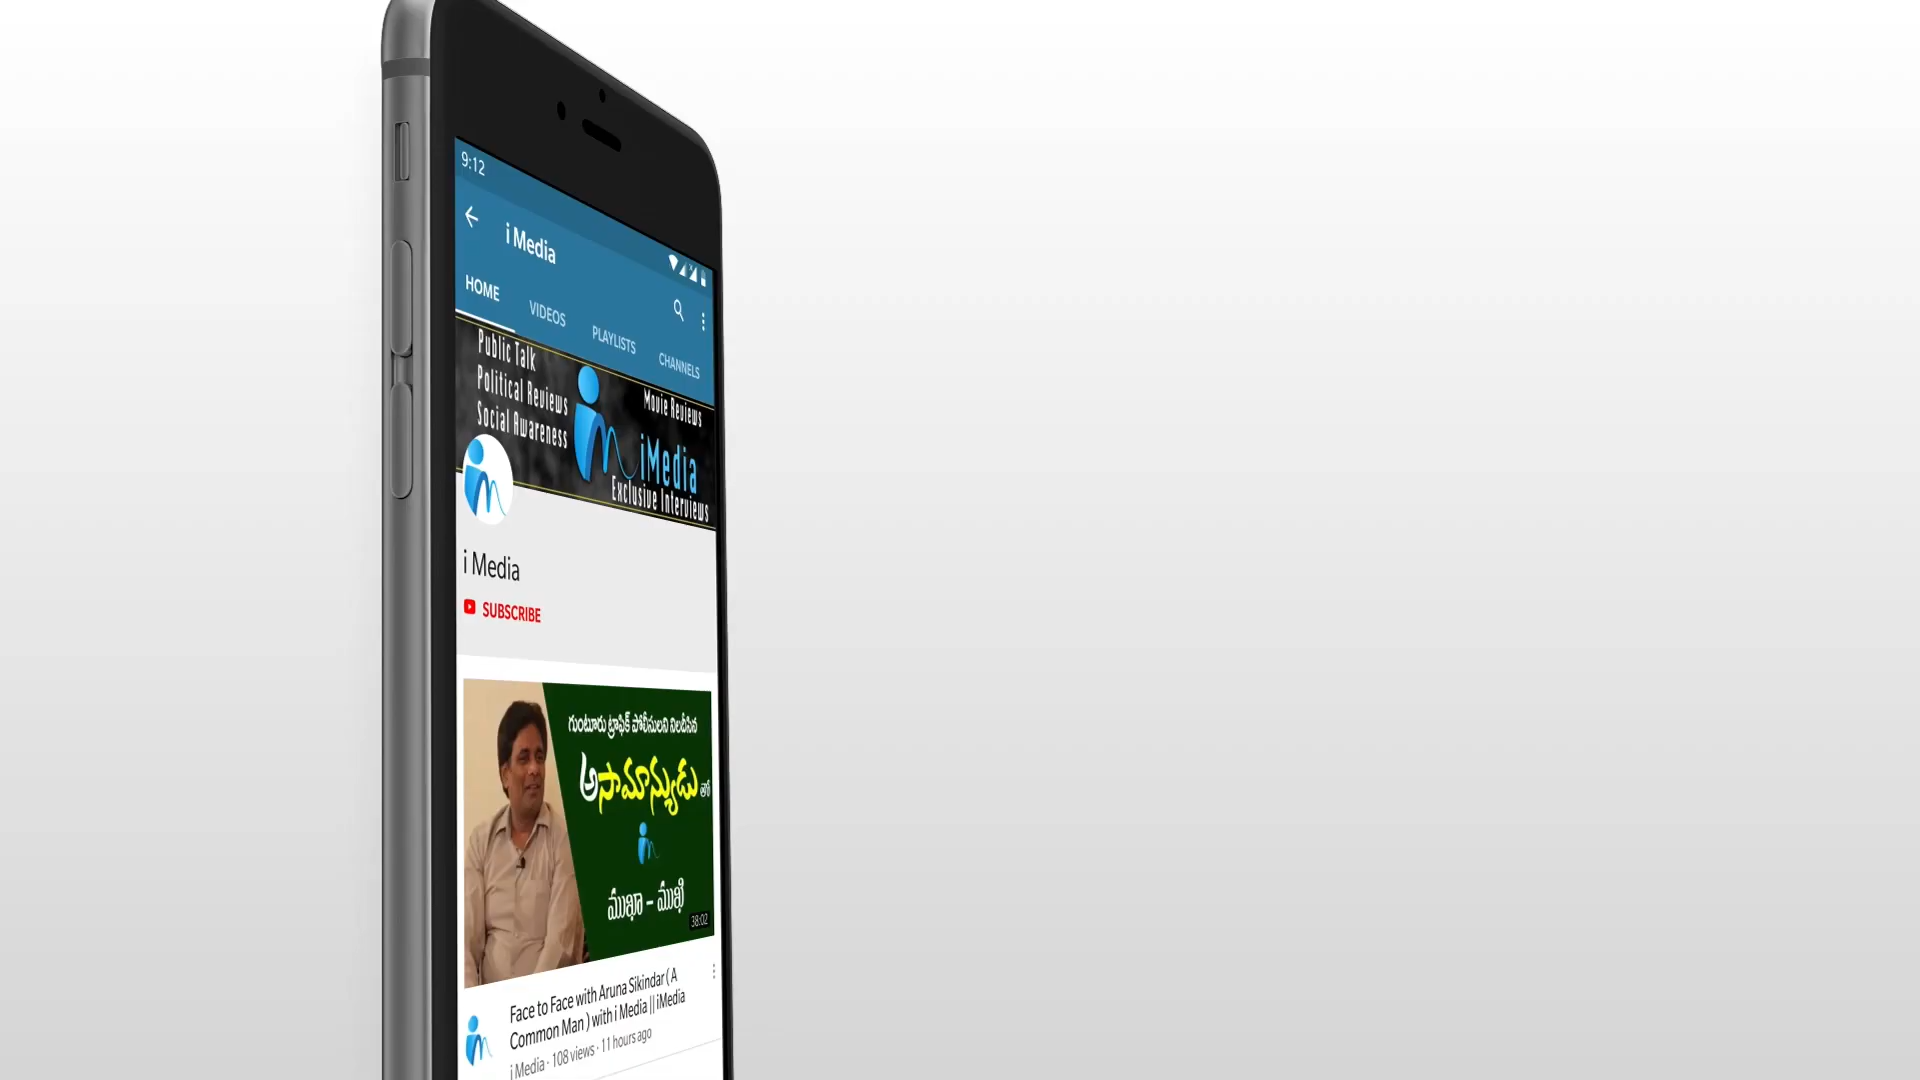 9:12
i Media
HOME
VIDEOS
PLAYLISTS
CHANNELS
Public Talk
Political Reviews
Social Awareness
Movie Reviews
iMedia
Exclusive Interviews
i Media
SUBSCRIBE
గుంటూరు ట్రాఫిక్ పోలీసులని నిలదీసిన
అసామాన్యుడు తో
ముఖా - ముఖి
38:02
Face to Face with Aruna Sikindar ( A
Common Man ) with i Media || iMedia
i Media · 108 views · 11 hours ago